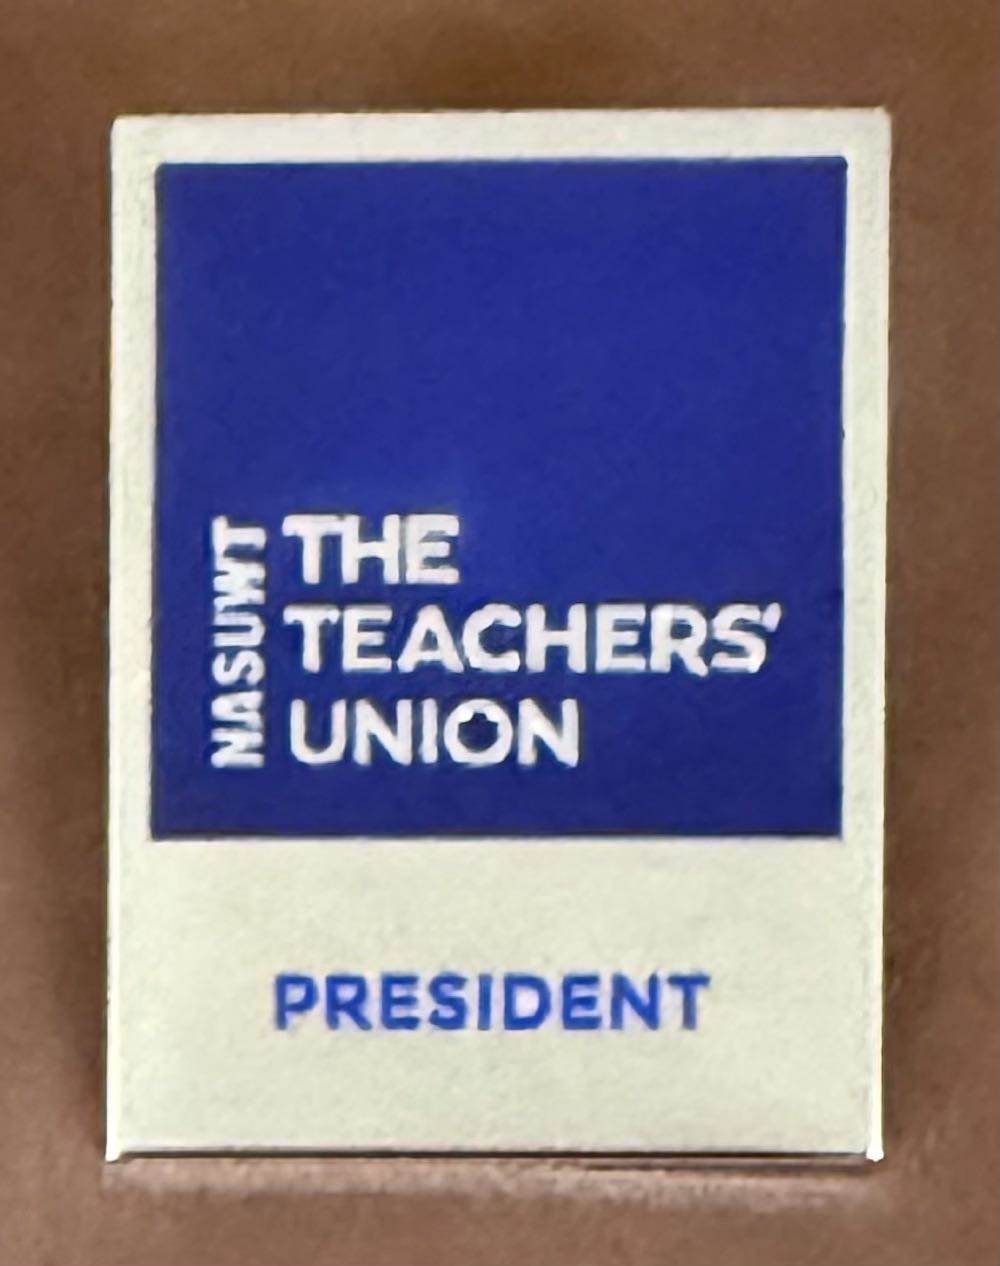 NASUWT
THE
TEACHERS'
UNION
PRESIDENT